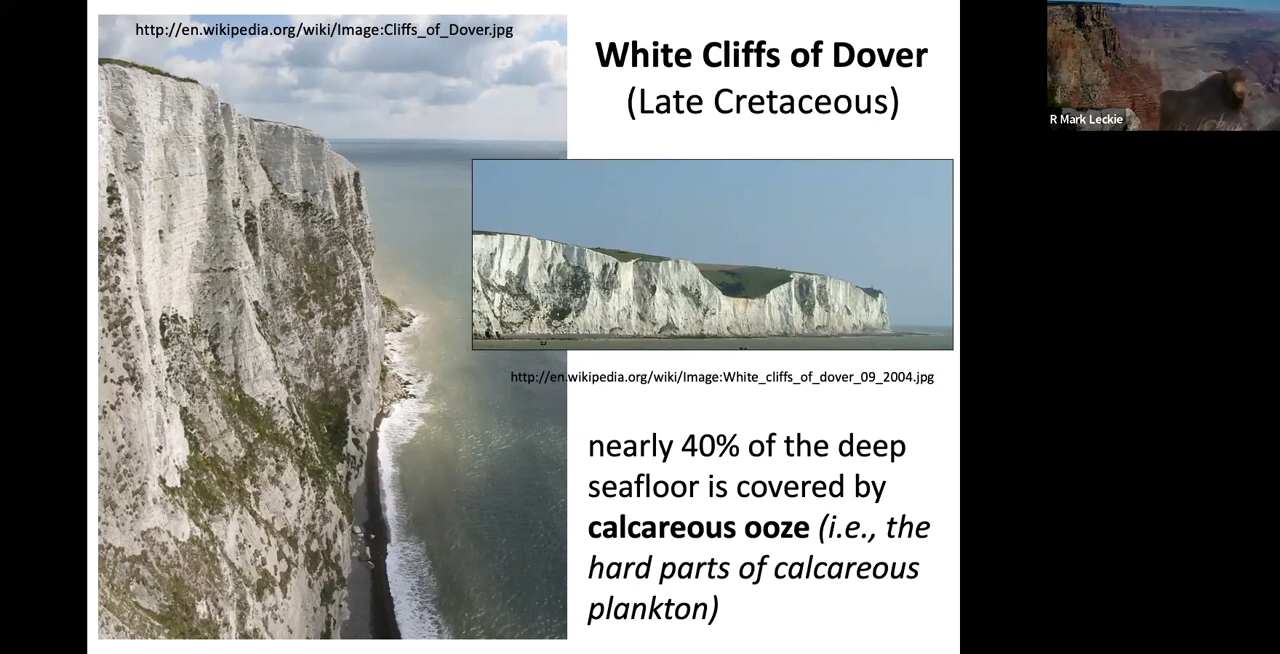 http://en.wikipedia.org/wiki/Image:Cliffs_of_Dover.jpg
White Cliffs of Dover
(Late Cretaceous)
http://en.wikipedia.org/wiki/Image:White_cliffs_of_dover_09_2004.jpg
nearly 40% of the deep
seafloor is covered by
calcareous ooze (i.e., the
hard parts of calcareous
plankton)
R Mark Leckie